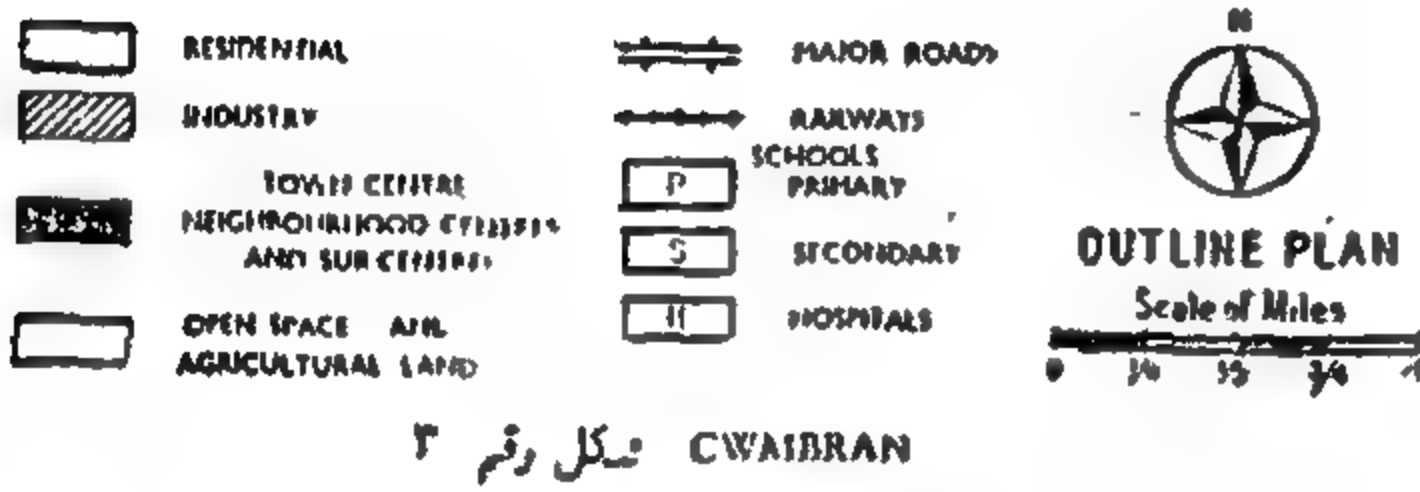 RESIDENTIAL
INDUSTRY
TOWN CENTRE
NEIGHBOURHOOD CENTRES
AND SUB CENTRES
OPEN SPACE AND
AGRICULTURAL LAND
MAJOR ROADS
RAILWAYS
SCHOOLS
P PRIMARY
S SECONDARY
H HOSPITALS
N
OUTLINE PLAN
Scale of Miles
0 1/4 1/2 3/4
شكل رقم ٣ CWAIBRAN